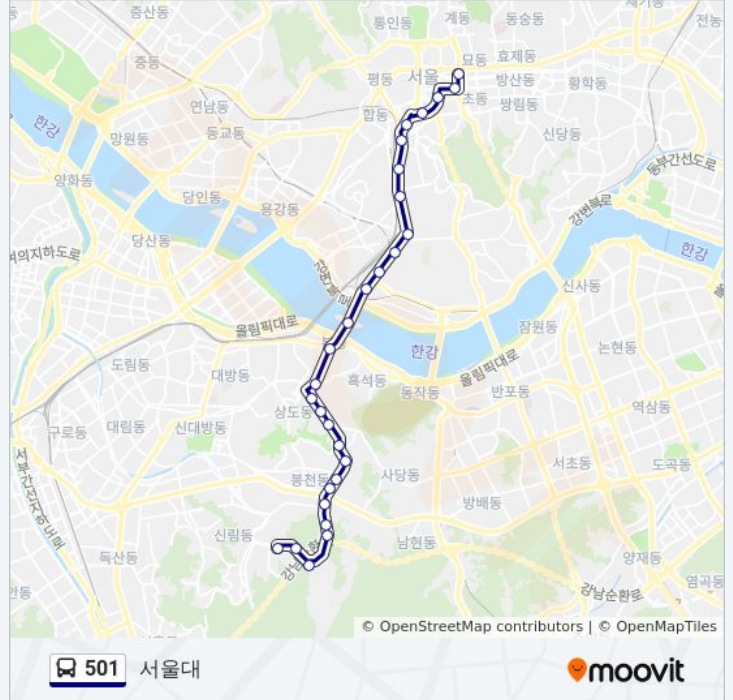 증산동
통인동
계동
동숭동
중동
묘동
효제동
평동
서울
방산동
황학동
연남동
합동
초동
쌍림동
한강
망원동
동교동
신당동
동부간선도로
양화동
당인동
용강동
강변북로
당산동
여의지하도로
한강
강변북로
신사동
올림픽대로
잠원동
한강
논현동
도림동
올림픽대로
대방동
흑석동
동작동
반포동
상도동
역삼동
구로동
대림동
신대방동
서부간선지하도로
봉천동
사당동
서초동
도곡동
방배동
신림동
남현동
독산동
양재동
염곡동
강남순환로
© OpenStreetMap contributors | © OpenMapTiles
501 서울대
moovit